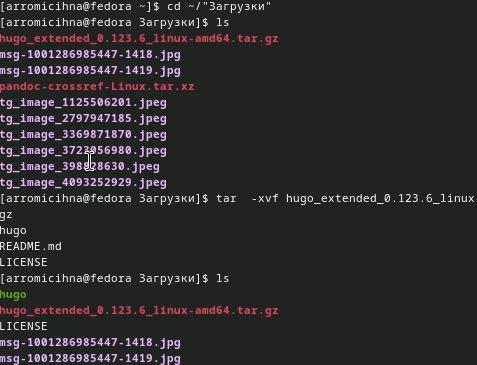 [arromicihna@fedora ~]$ cd ~/"Загрузки"
[arromicihna@fedora Загрузки]$ ls
hugo_extended_0.123.6_linux-amd64.tar.gz
msg-1001286985447-1418.jpg
msg-1001286985447-1419.jpg
pandoc-crossref-Linux.tar.xz
tg_image_1125506201.jpeg
tg_image_2797947185.jpeg
tg_image_3369871870.jpeg
tg_image_3723956980.jpeg
tg_image_398828630.jpeg
tg_image_4093252929.jpeg
[arromicihna@fedora Загрузки]$ tar  -xvf hugo_extended_0.123.6_linux-
gz
hugo
README.md
LICENSE
[arromicihna@fedora Загрузки]$ ls
hugo
hugo_extended_0.123.6_linux-amd64.tar.gz
LICENSE
msg-1001286985447-1418.jpg
msg-1001286985447-1419.jpg